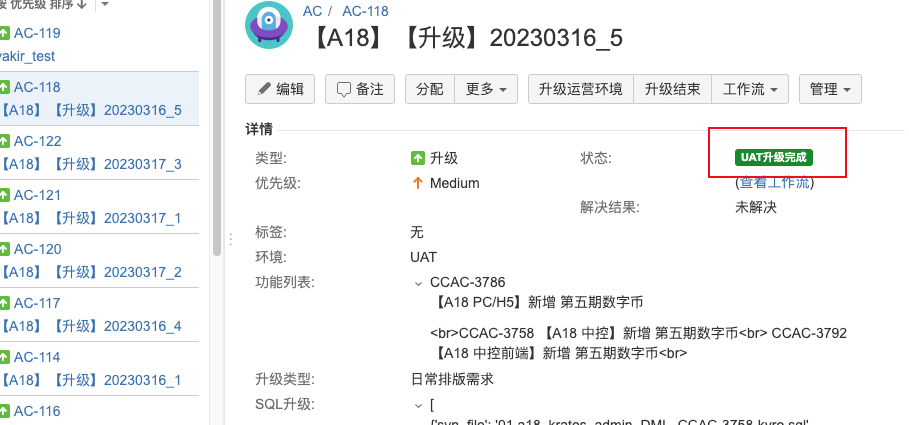 按 优先级 排序
AC-119
yakir_test
AC-118
【A18】【升级】20230316_5
AC-122
【A18】【升级】20230317_3
AC-121
【A18】【升级】20230317_1
AC-120
【A18】【升级】20230317_2
AC-117
【A18】【升级】20230316_4
AC-114
【A18】【升级】20230316_1
AC-116
AC / AC-118
【A18】【升级】20230316_5
编辑 备注 分配 更多 升级运营环境 升级结束 工作流 管理
详情
类型: 升级 状态: UAT升级完成
优先级: Medium (查看工作流)
解决结果: 未解决
标签: 无
环境: UAT
功能列表: CCAC-3786
【A18 PC/H5】新增 第五期数字币
<br>CCAC-3758 【A18 中控】新增 第五期数字币<br> CCAC-3792
【A18 中控前端】新增 第五期数字币<br>
升级类型: 日常排版需求
SQL升级: [